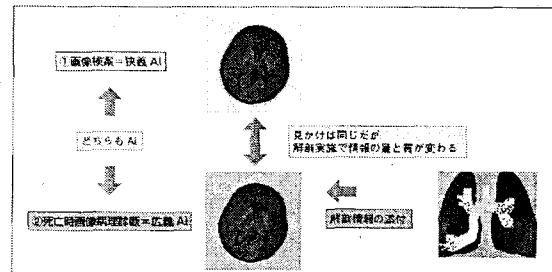 ①画像検案＝狭義 AI
どちらも AI
②死亡時画像病理診断＝広義 AI
見かけは同じだが
解剖実施で情報の量と質が変わる
解剖情報の添付